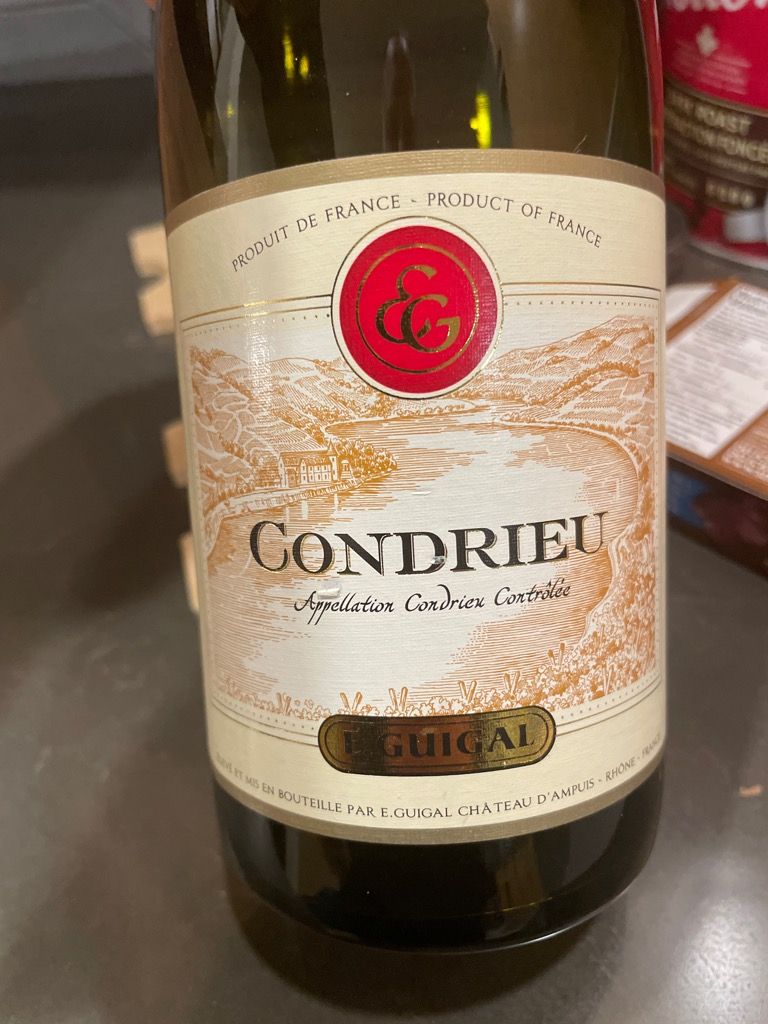 PRODUIT DE FRANCE - PRODUCT OF FRANCE
EG
CONDRIEU
Appellation Condrieu Contrôlée
E. GUIGAL
ET MIS EN BOUTEILLE PAR E.GUIGAL CHÂTEAU D'AMPUIS - RHÔNE - FRANCE
ROAST